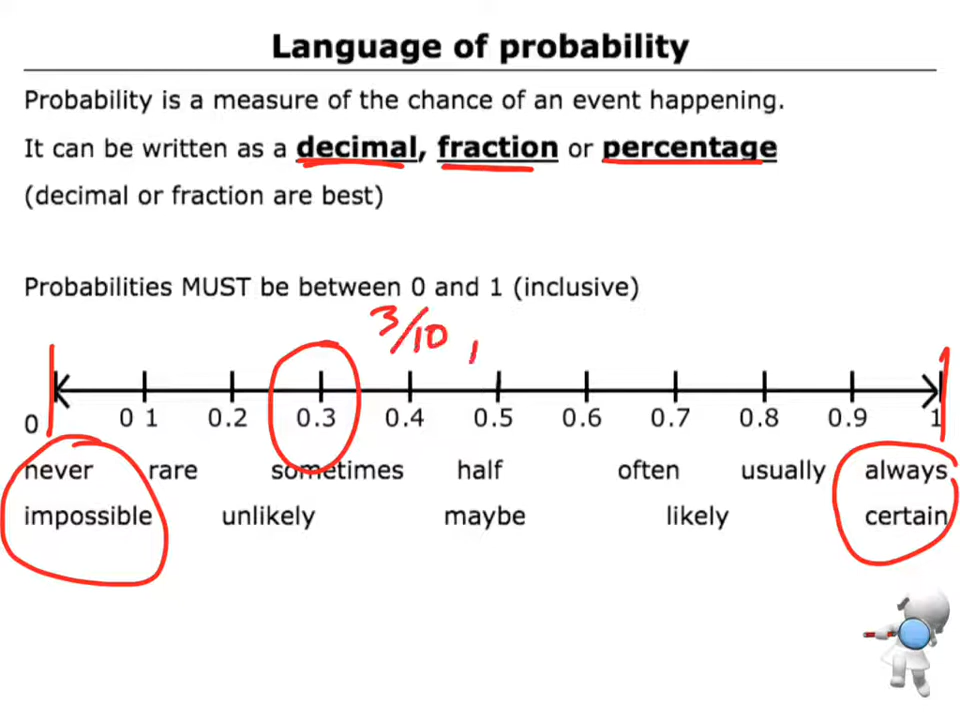 Language of probability
Probability is a measure of the chance of an event happening.
It can be written as a decimal, fraction or percentage
(decimal or fraction are best)
Probabilities MUST be between 0 and 1 (inclusive)
3/10 ,
0 0 1 0.2 0.3 0.4 0.5 0.6 0.7 0.8 0.9 1
never rare sometimes half often usually always
impossible unlikely maybe likely certain